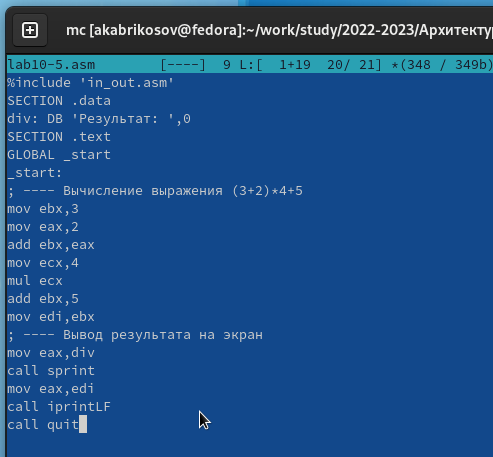 mc [akabrikosov@fedora]:~/work/study/2022-2023/Архитектур
lab10-5.asm [----] 9 L:[ 1+19 20/ 21] *(348 / 349b)
%include 'in_out.asm'
SECTION .data
div: DB 'Результат: ',0
SECTION .text
GLOBAL _start
_start:
; ---- Вычисление выражения (3+2)*4+5
mov ebx,3
mov eax,2
add ebx,eax
mov ecx,4
mul ecx
add ebx,5
mov edi,ebx
; ---- Вывод результата на экран
mov eax,div
call sprint
mov eax,edi
call iprintLF
call quit